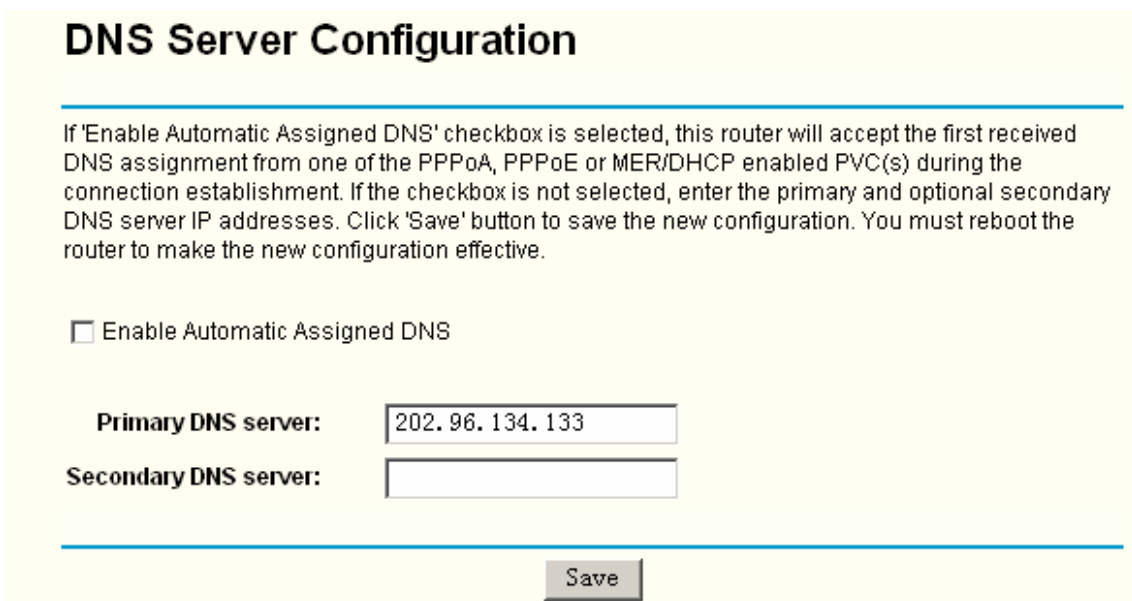 DNS Server Configuration
If 'Enable Automatic Assigned DNS' checkbox is selected, this router will accept the first received
DNS assignment from one of the PPPoA, PPPoE or MER/DHCP enabled PVC(s) during the
connection establishment. If the checkbox is not selected, enter the primary and optional secondary
DNS server IP addresses. Click 'Save' button to save the new configuration. You must reboot the
router to make the new configuration effective.
Enable Automatic Assigned DNS
Primary DNS server: 202.96.134.133
Secondary DNS server:
Save